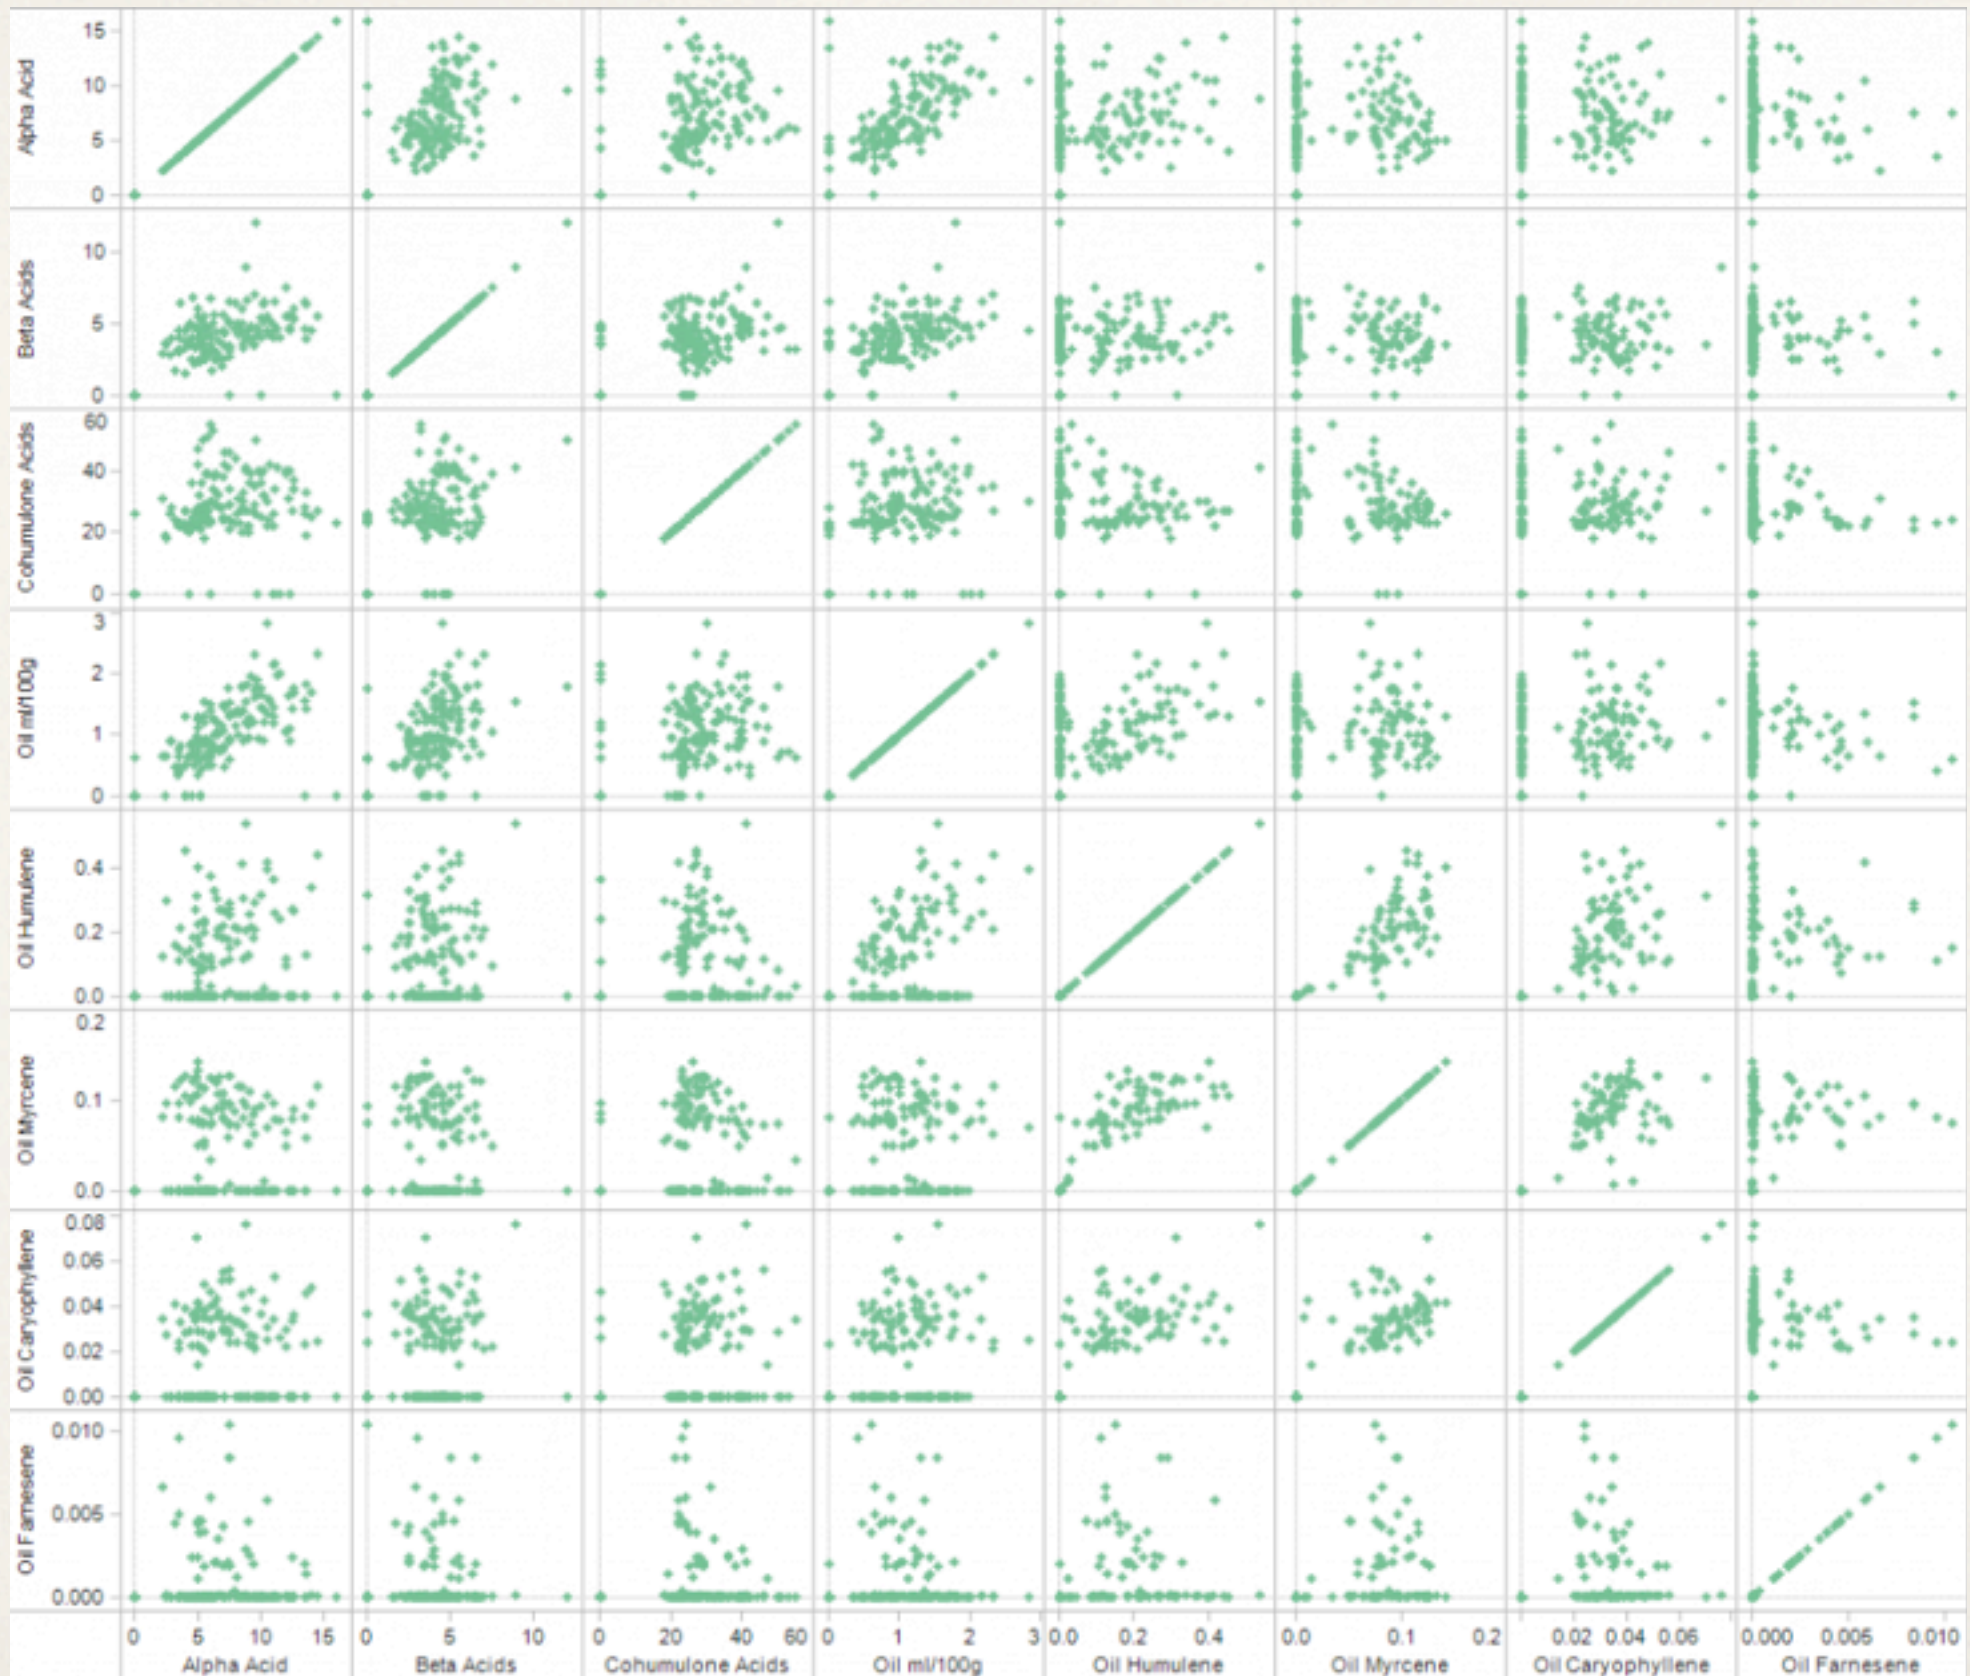 Alpha Acid
15
10
5
0
Beta Acids
10
5
0
Cohumulone Acids
60
40
20
0
Oil ml/100g
3
2
1
0
Oil Humulene
0.4
0.2
0.0
Oil Myrcene
0.2
0.1
0.0
Oil Caryophyllene
0.08
0.06
0.04
0.02
0.00
Oil Farnesene
0.010
0.005
0.000
0 5 10 15 0 5 10 0 20 40 60 0 1 2 3 0.0 0.2 0.4 0.0 0.1 0.2 0.02 0.04 0.06 0.000 0.005 0.010
Alpha Acid Beta Acids Cohumulone Acids Oil ml/100g Oil Humulene Oil Myrcene Oil Caryophyllene Oil Farnesene